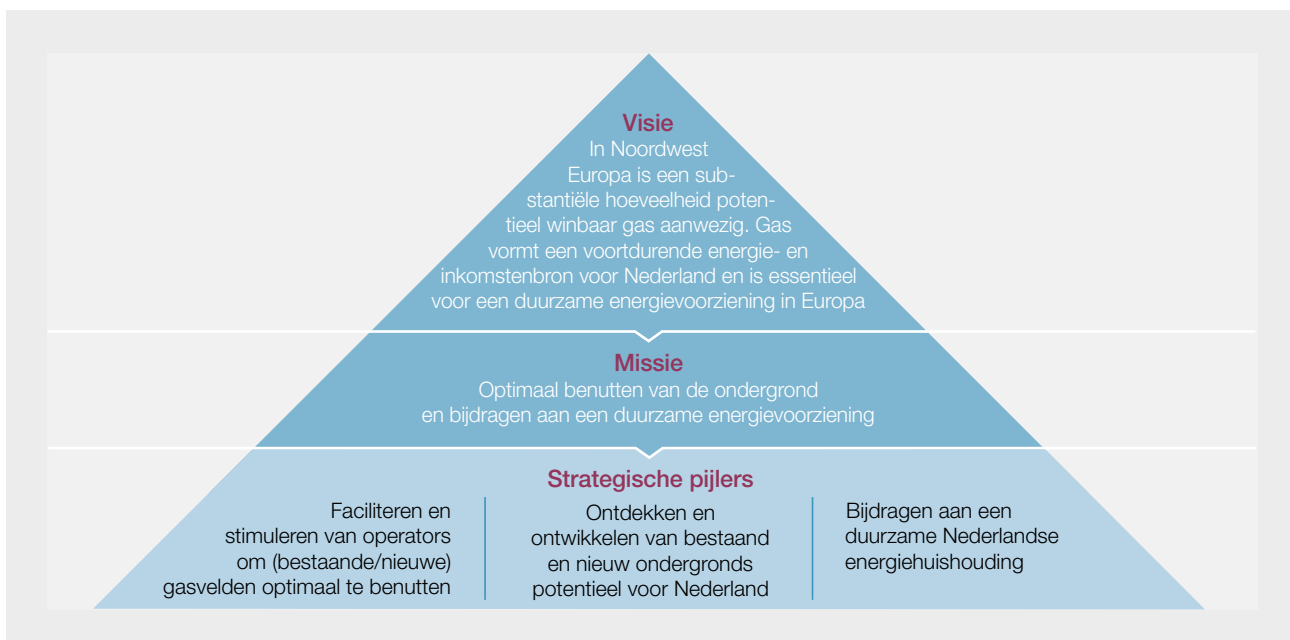 Visie
In Noordwest
Europa is een sub-
stantiële hoeveelheid poten-
tieel winbaar gas aanwezig. Gas
vormt een voortdurende energie- en
inkomstenbron voor Nederland en is essentieel
voor een duurzame energievoorziening in Europa
Missie
Optimaal benutten van de ondergrond
en bijdragen aan een duurzame energievoorziening
Strategische pijlers
Faciliteren en
stimuleren van operators
om (bestaande/nieuwe)
gasvelden optimaal te benutten
Ontdekken en
ontwikkelen van bestaand
en nieuw ondergronds
potentieel voor Nederland
Bijdragen aan een
duurzame Nederlandse
energiehuishouding